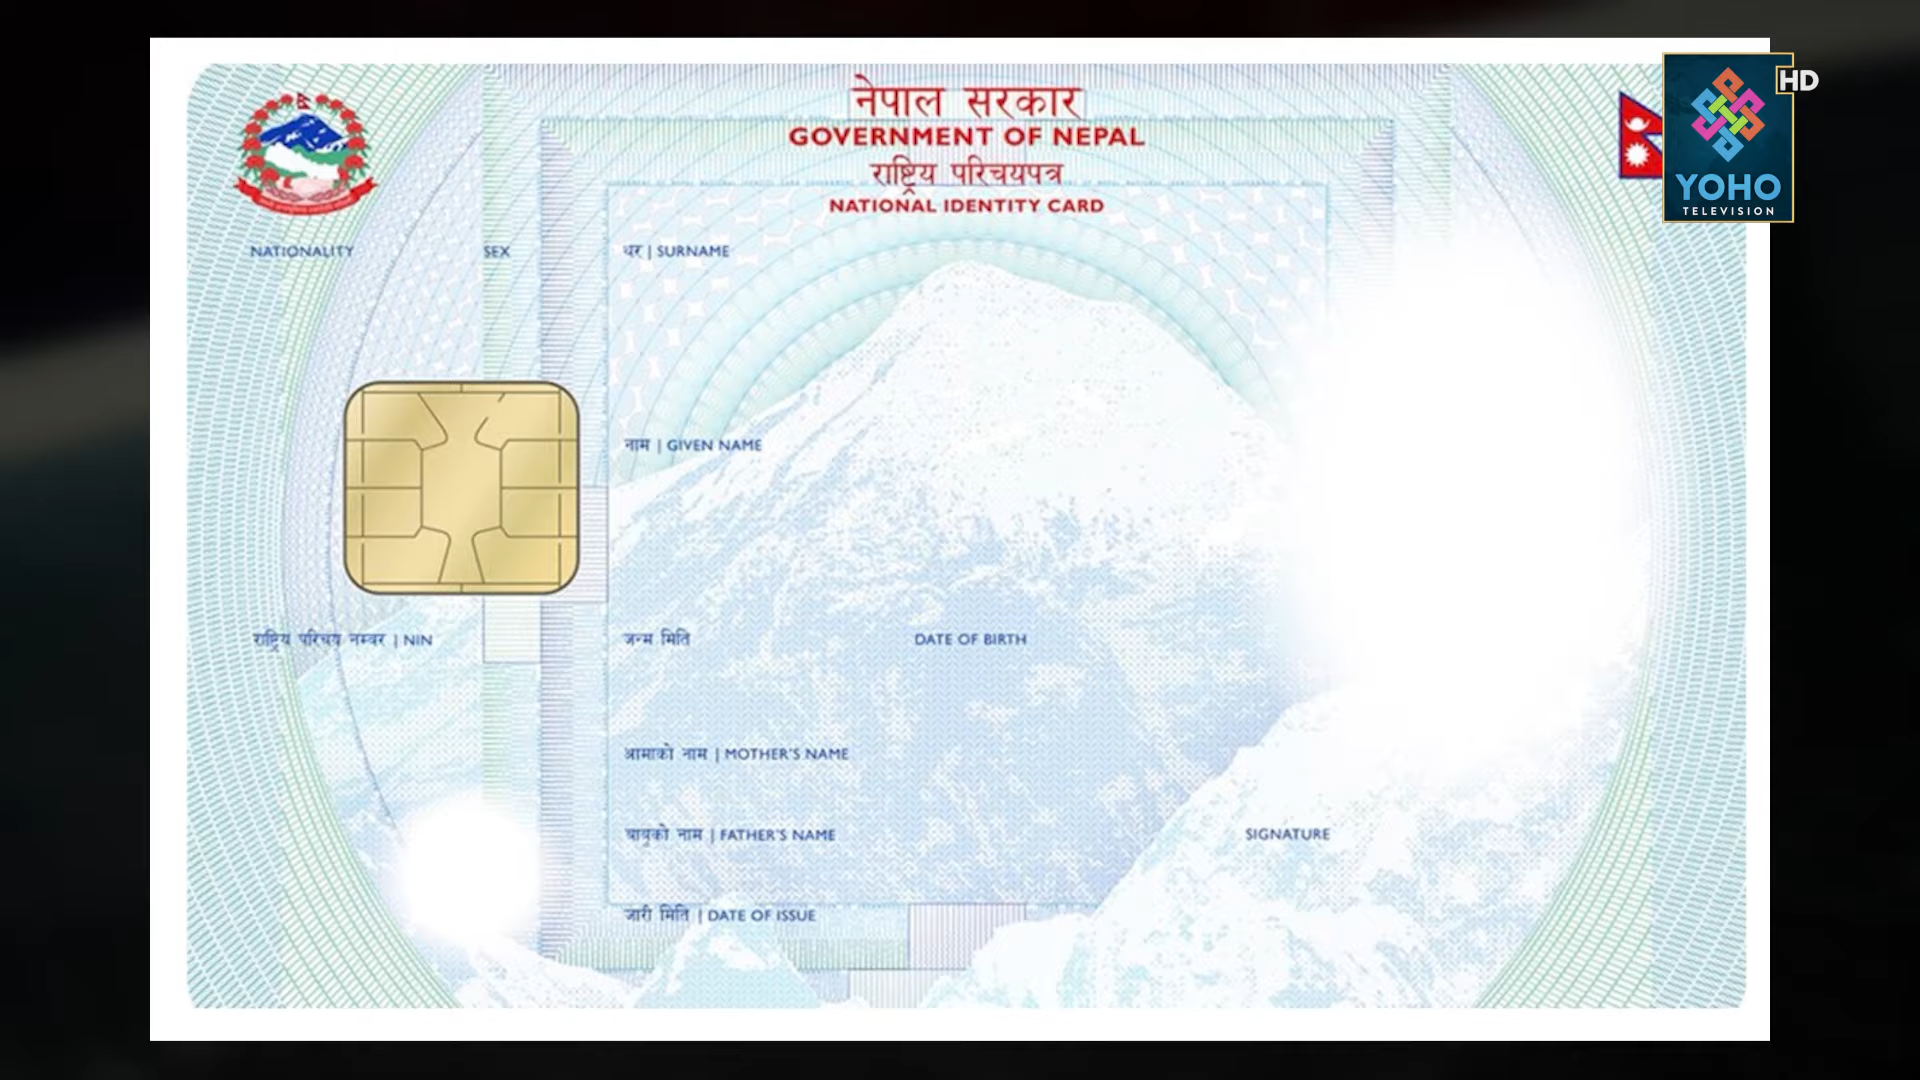 नेपाल सरकार
GOVERNMENT OF NEPAL
राष्ट्रिय परिचयपत्र
NATIONAL IDENTITY CARD
HD
YOHO
TELEVISION
NATIONALITY SEX थर | SURNAME
नाम | GIVEN NAME
राष्ट्रिय परिचय नम्बर | NIN जन्म मिति DATE OF BIRTH
आमाको नाम | MOTHER'S NAME
बाबुको नाम | FATHER'S NAME SIGNATURE
जारी मिति | DATE OF ISSUE